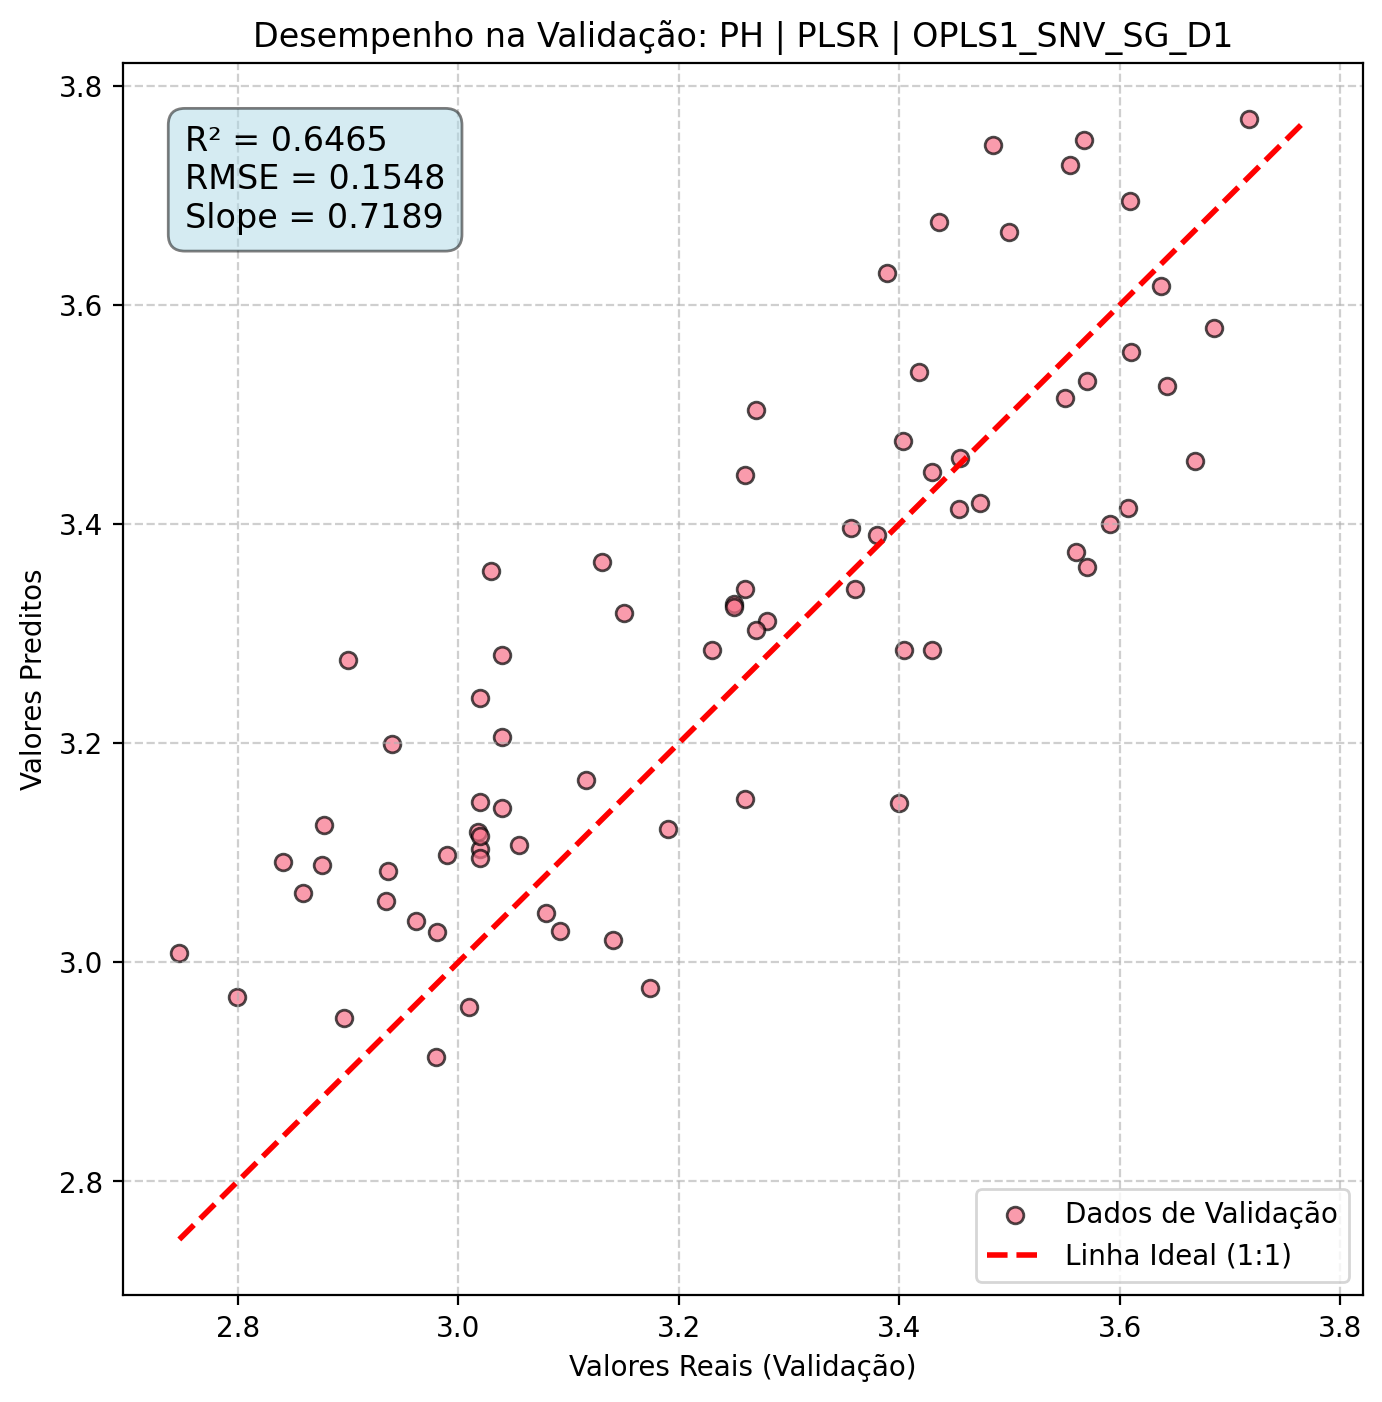 Desempenho na Validação: PH | PLSR | OPLS1_SNV_SG_D1
R² = 0.6465
RMSE = 0.1548
Slope = 0.7189
3.8
3.6
3.4
3.2
3.0
2.8
Valores Preditos
Dados de Validação
Linha Ideal (1:1)
2.8 3.0 3.2 3.4 3.6 3.8
Valores Reais (Validação)